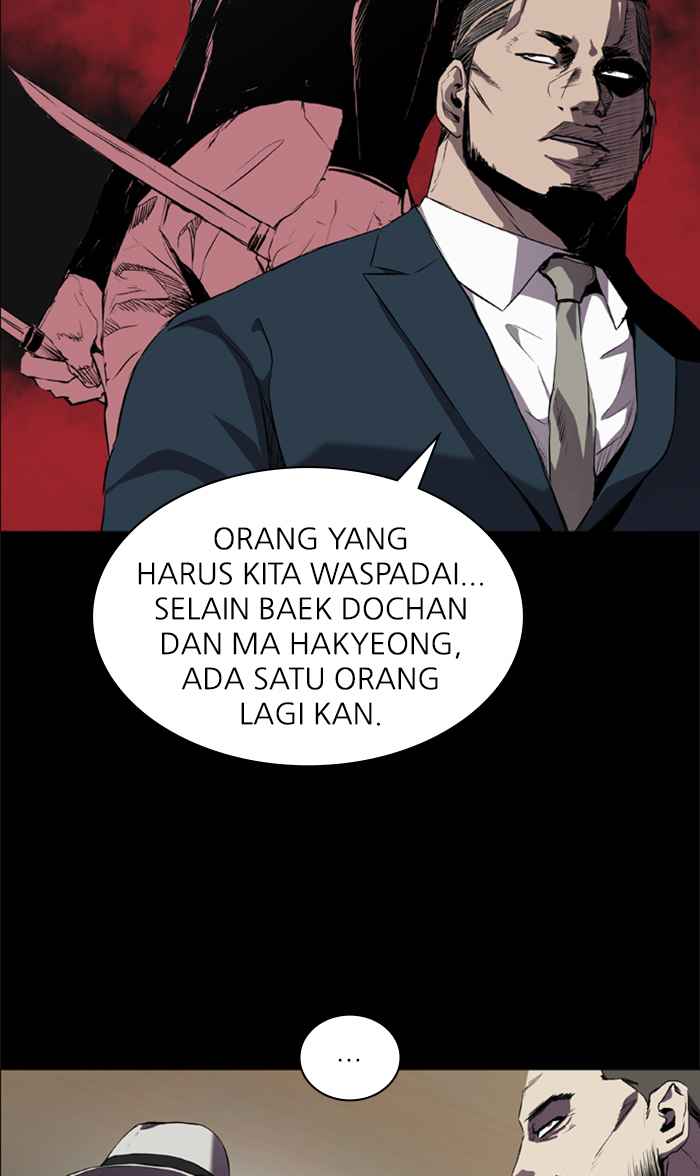 ORANG YANG
HARUS KITA WASPADAI...
SELAIN BAEK DOCHAN
DAN MA HAKYEONG,
ADA SATU ORANG
LAGI KAN.
...